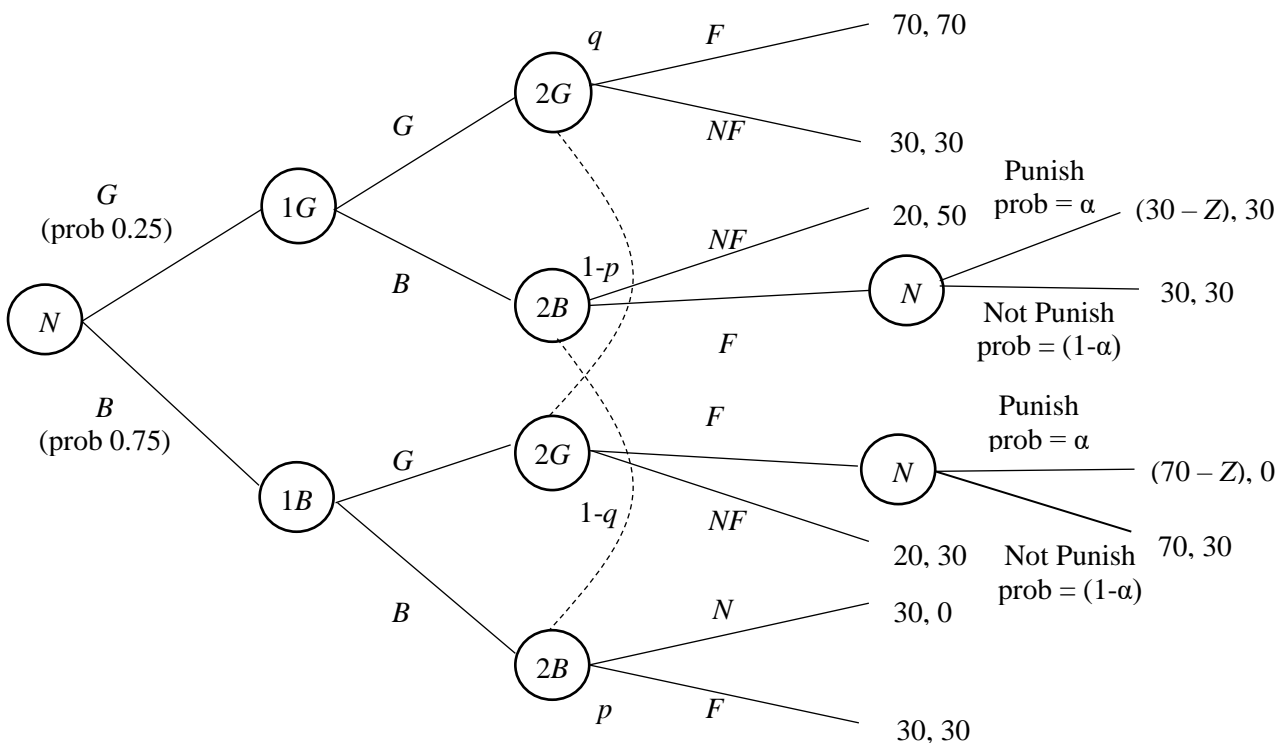 q
F
70, 70
2G
G
NF
30, 30
Punish
prob = α
G
(prob 0.25)
1G
(30 – Z), 30
20, 50
NF
1-p
B
2B
N
30, 30
N
Not Punish
prob = (1-α)
F
B
(prob 0.75)
F
Punish
prob = α
2G
G
N
(70 – Z), 0
1B
1-q
NF
70, 30
20, 30
Not Punish
prob = (1-α)
B
N
30, 0
2B
p
F
30, 30